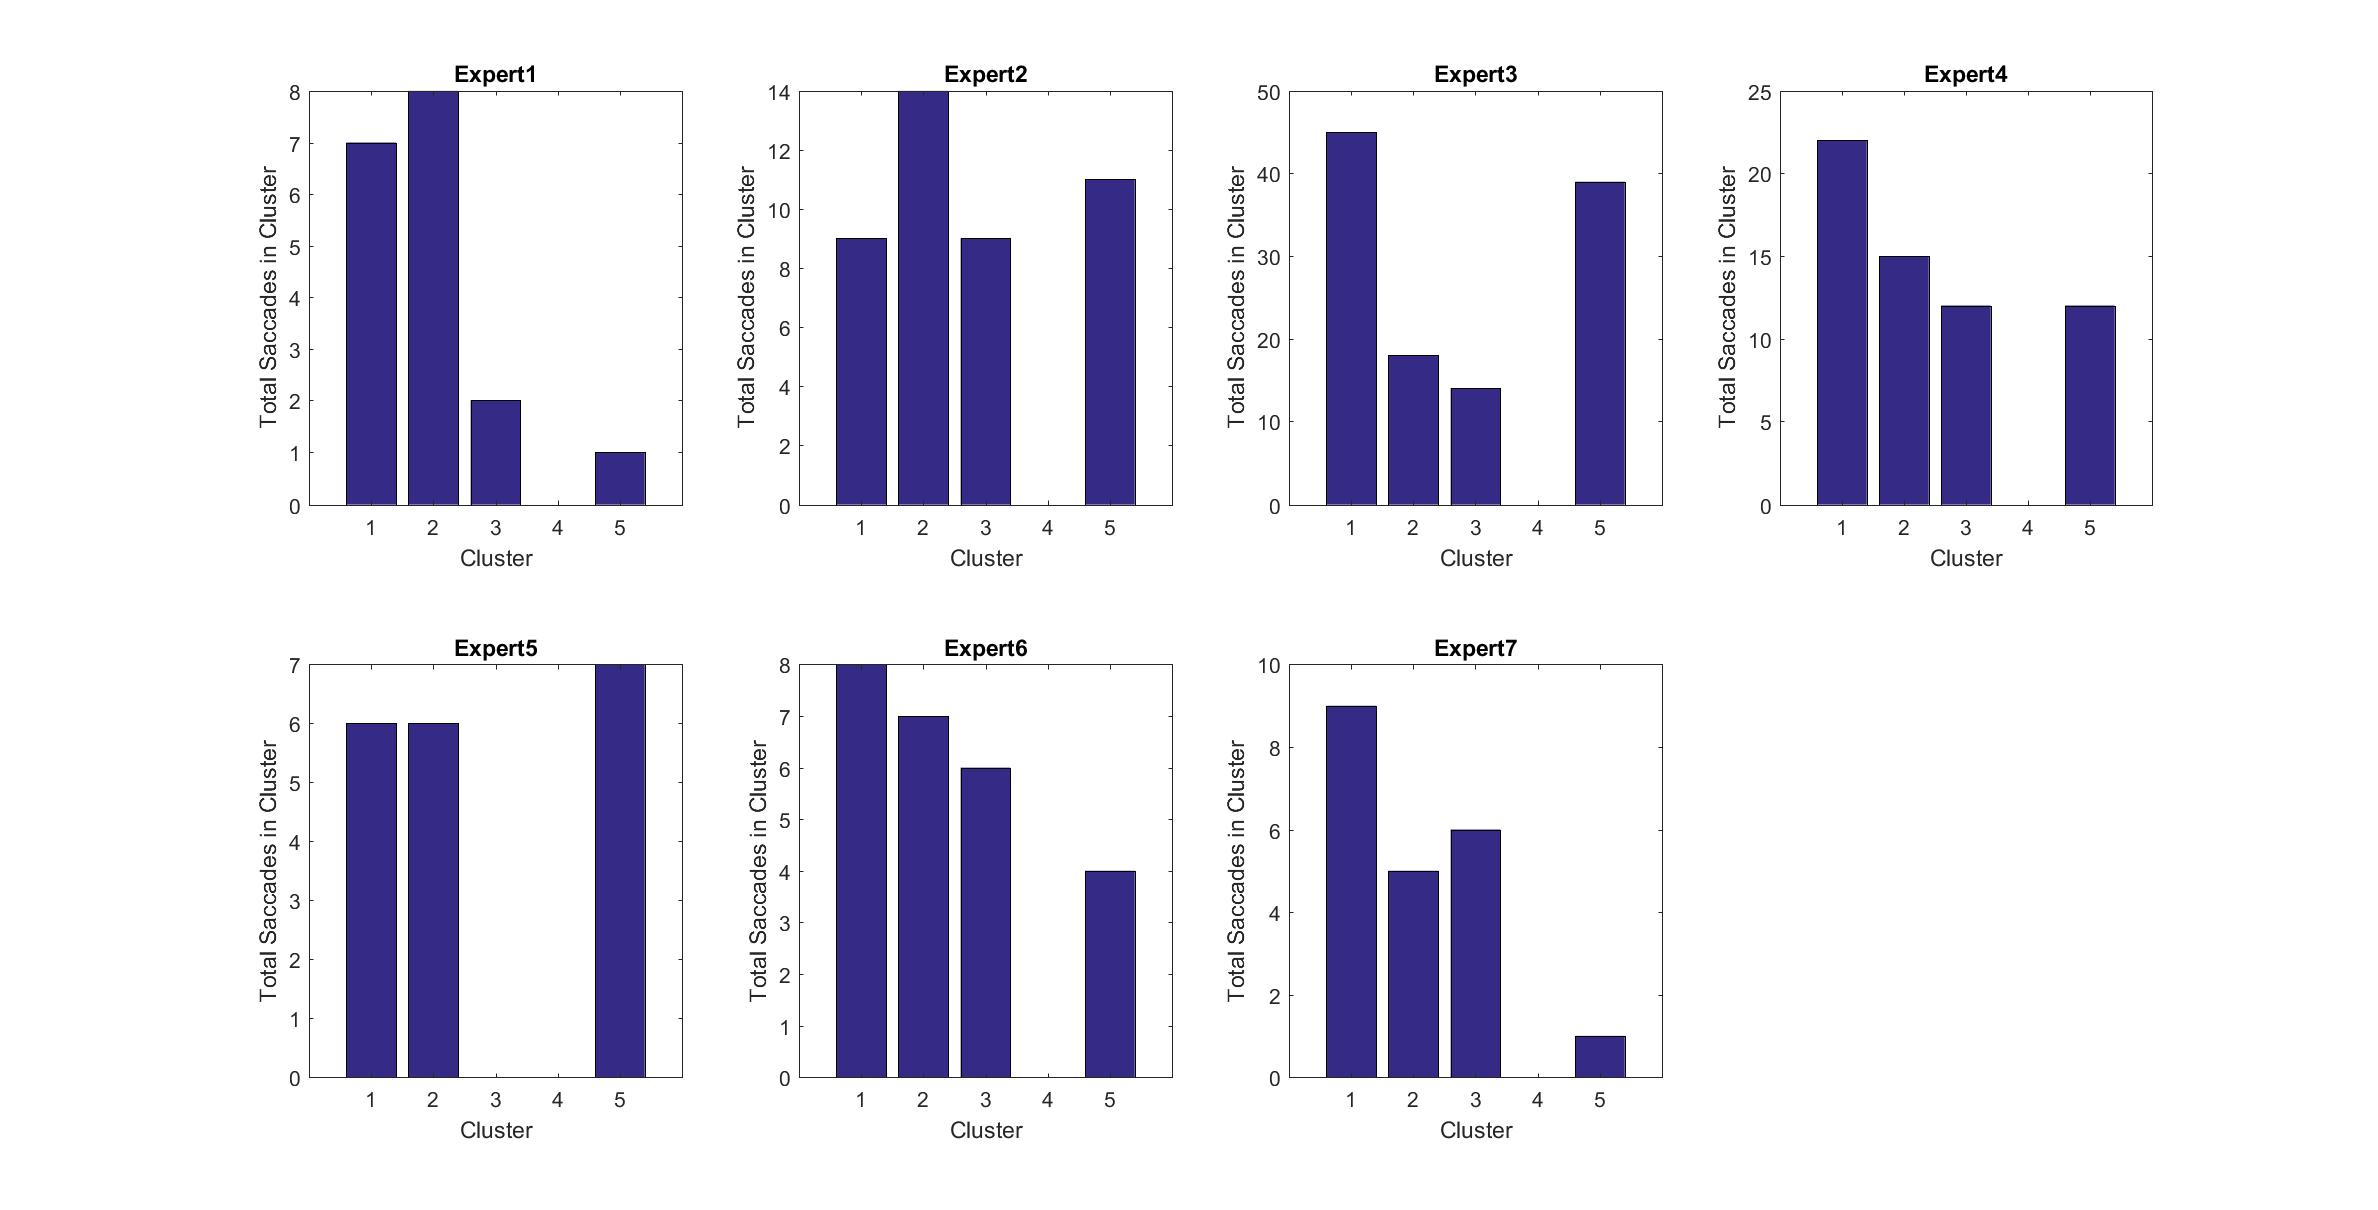 Expert1
Total Saccades in Cluster
8
7
6
5
4
3
2
1
0
1 2 3 4 5
Cluster
Expert2
Total Saccades in Cluster
14
12
10
8
6
4
2
0
1 2 3 4 5
Cluster
Expert3
Total Saccades in Cluster
50
40
30
20
10
0
1 2 3 4 5
Cluster
Expert4
Total Saccades in Cluster
25
20
15
10
5
0
1 2 3 4 5
Cluster
Expert5
Total Saccades in Cluster
7
6
5
4
3
2
1
0
1 2 3 4 5
Cluster
Expert6
Total Saccades in Cluster
8
7
6
5
4
3
2
1
0
1 2 3 4 5
Cluster
Expert7
Total Saccades in Cluster
10
8
6
4
2
0
1 2 3 4 5
Cluster